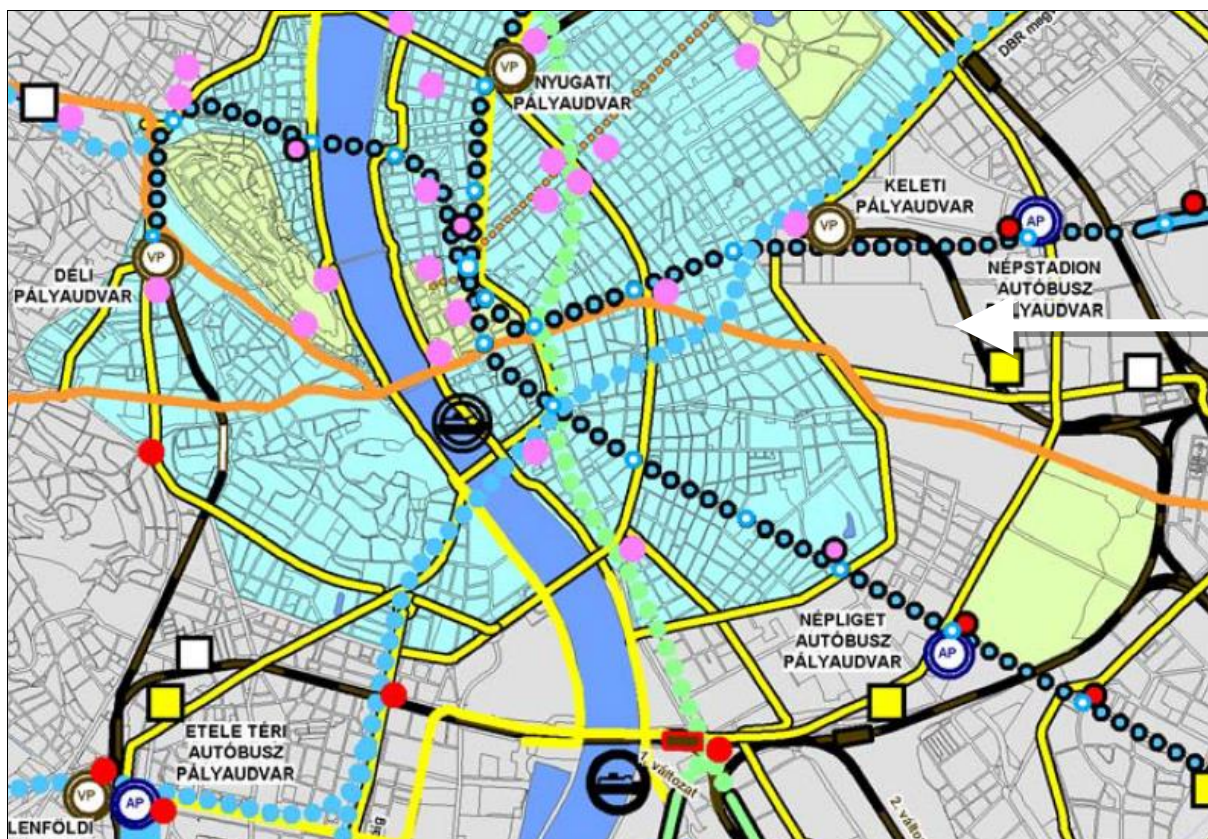 VP
NYUGATI
PÁLYAUDVAR
KELETI
PÁLYAUDVAR
VP
AP
NÉPSTADION
AUTÓBUSZ
PÁLYAUDVAR
VP
DÉLI
PÁLYAUDVAR
NÉPLIGET
AUTÓBUSZ
PÁLYAUDVAR
AP
ETELE TÉRI
AUTÓBUSZ
PÁLYAUDVAR
1. változat
2. változat
VP
AP
LENFÖLDI